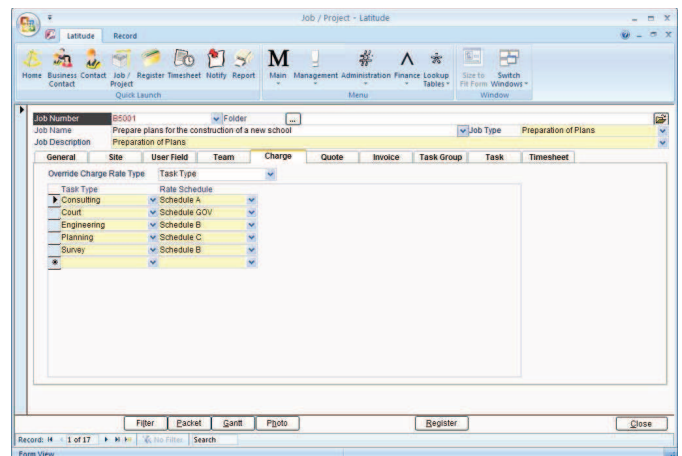 Job / Project - Latitude
Latitude Record
Home Business Contact Contact Job / Project Register Timesheet Notify Report Main Management Administration Finance Lookup Tables Size to Fit Form Switch Windows
Quick Launch Menu Window
Job Number B5001 Folder ...
Job Name Prepare plans for the construction of a new school Job Type Preparation of Plans
Job Description Preparation of Plans
General Site User Field Team Charge Quote Invoice Task Group Task Timesheet
Override Charge Rate Type Task Type
Task Type Rate Schedule
Consulting Schedule A
Court Schedule GOV
Engineering Schedule B
Planning Schedule C
Survey Schedule B
Filter Packet Gantt Photo Register Close
Record: 1 of 17 No Filter Search
Form View